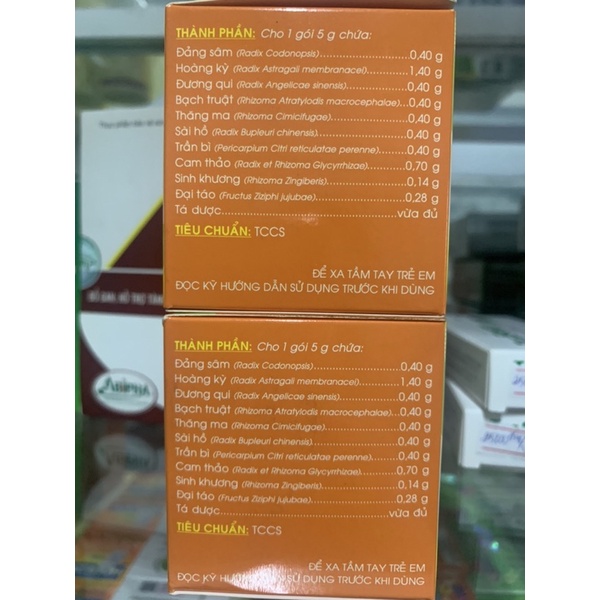 THÀNH PHẦN: Cho 1 gói 5 g chứa:
Đảng sâm (Radix Codonopsis)..........0,40 g
Hoàng kỳ (Radix Astragali membranacei)..........1,40 g
Đương qui (Radix Angelicae sinensis)..........0,40 g
Bạch truật (Rhizoma Atratylodis macrocephalae)..........0,40 g
Thăng ma (Rhizoma Cimicifugae)..........0,40 g
Sài hồ (Radix Bupleuri chinensis)..........0,40 g
Trần bì (Pericarpium Citri reticulatae perenne)..........0,40 g
Cam thảo (Radix et Rhizoma Glycyrrhizae)..........0,70 g
Sinh khương (Rhizoma Zingiberis)..........0,14 g
Đại táo (Fructus Ziziphi jujubae)..........0,28 g
Tá dược..........vừa đủ
TIÊU CHUẨN: TCCS
ĐỂ XA TẦM TAY TRẺ EM
ĐỌC KỸ HƯỚNG DẪN SỬ DỤNG TRƯỚC KHI DÙNG
THÀNH PHẦN: Cho 1 gói 5 g chứa:
Đảng sâm (Radix Codonopsis)..........0,40 g
Hoàng kỳ (Radix Astragali membranacei)..........1,40 g
Đương qui (Radix Angelicae sinensis)..........0,40 g
Bạch truật (Rhizoma Atratylodis macrocephalae)..........0,40 g
Thăng ma (Rhizoma Cimicifugae)..........0,40 g
Sài hồ (Radix Bupleuri chinensis)..........0,40 g
Trần bì (Pericarpium Citri reticulatae perenne)..........0,40 g
Cam thảo (Radix et Rhizoma Glycyrrhizae)..........0,70 g
Sinh khương (Rhizoma Zingiberis)..........0,14 g
Đại táo (Fructus Ziziphi jujubae)..........0,28 g
Tá dược..........vừa đủ
TIÊU CHUẨN: TCCS
ĐỂ XA TẦM TAY TRẺ EM
ĐỌC KỸ HƯỚNG DẪN SỬ DỤNG TRƯỚC KHI DÙNG